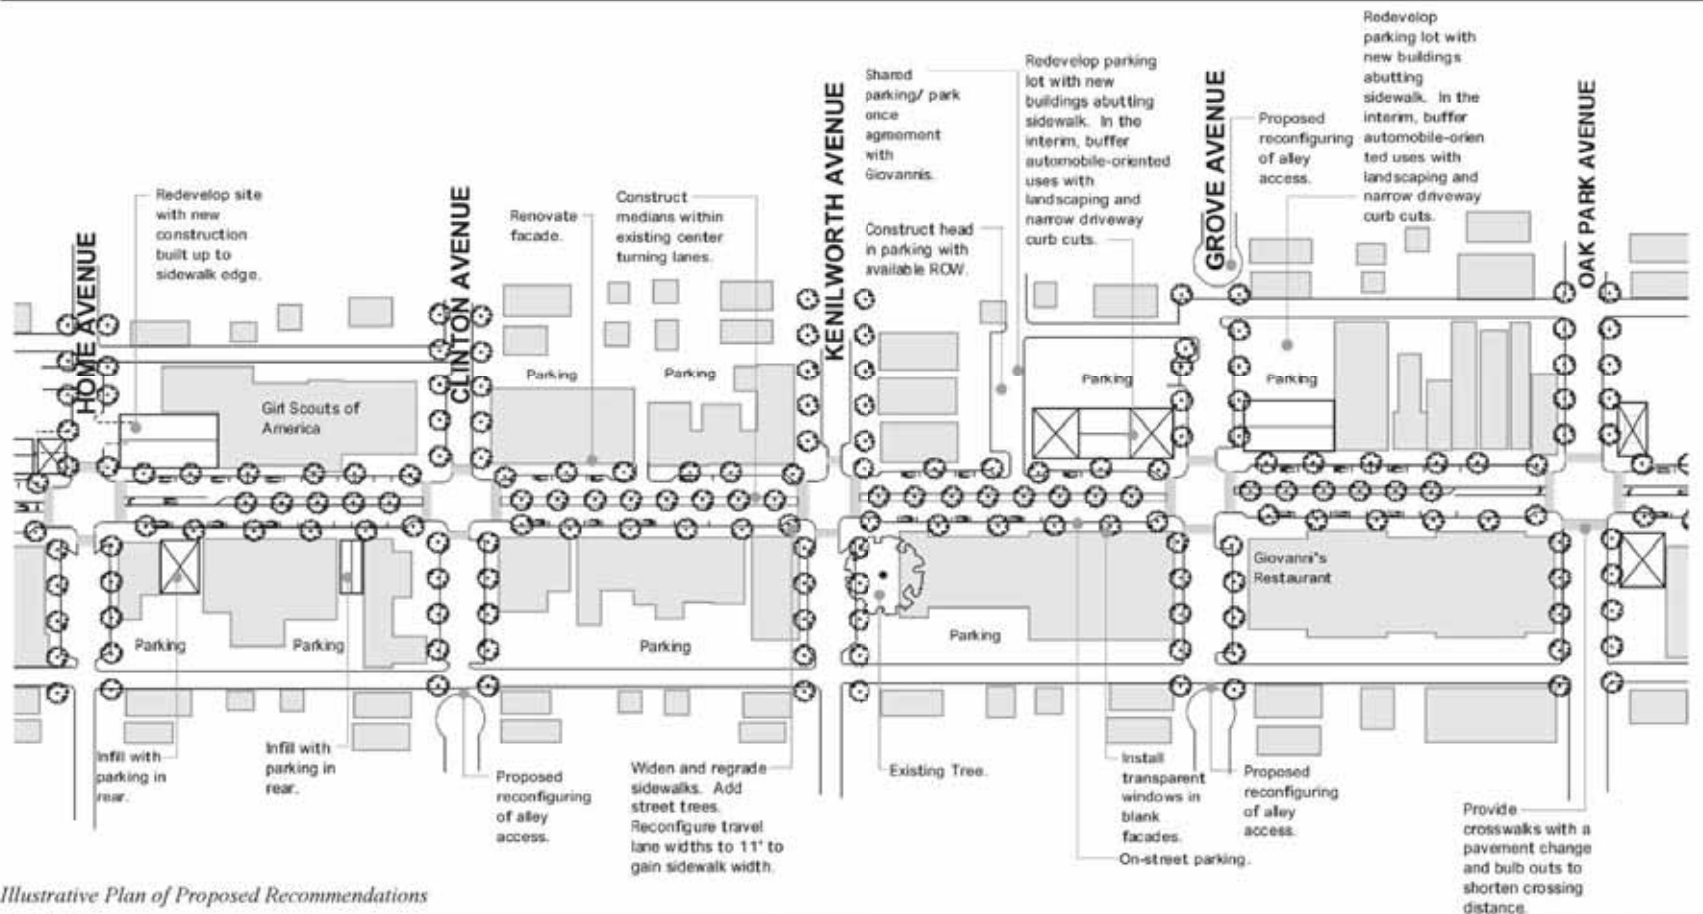 HOME AVENUE
Redevelop site
with new
construction
built up to
sidewalk edge.
CLINTON AVENUE
Renovate
facade.
Construct
medians within
existing center
turning lanes.
KENILWORTH AVENUE
Shared
parking/ park
once
agreement
with
Giovannis.
Construct head
in parking with
available ROW.
Redevelop parking
lot with new
buildings abutting
sidewalk. In the
interim, buffer
automobile-oriented
uses with
landscaping and
narrow driveway
curb cuts.
GROVE AVENUE
Proposed
reconfiguring
of alley
access.
Redevelop
parking lot with
new buildings
abutting
sidewalk. In the
interim, buffer
automobile-orien
ted uses with
landscaping and
narrow driveway
curb cuts.
OAK PARK AVENUE
Girl Scouts of
America
Parking
Parking
Parking
Parking
Giovanni's
Restaurant
Parking
Parking
Parking
Parking
Infill with
parking in
rear.
Infill with
parking in
rear.
Proposed
reconfiguring
of alley
access.
Widen and regrade
sidewalks. Add
street trees.
Reconfigure travel
lane widths to 11' to
gain sidewalk width.
Existing Tree.
Install
transparent
windows in
blank
facades.
On-street parking.
Proposed
reconfiguring
of alley
access.
Provide
crosswalks with a
pavement change
and bulb outs to
shorten crossing
distance.
Illustrative Plan of Proposed Recommendations